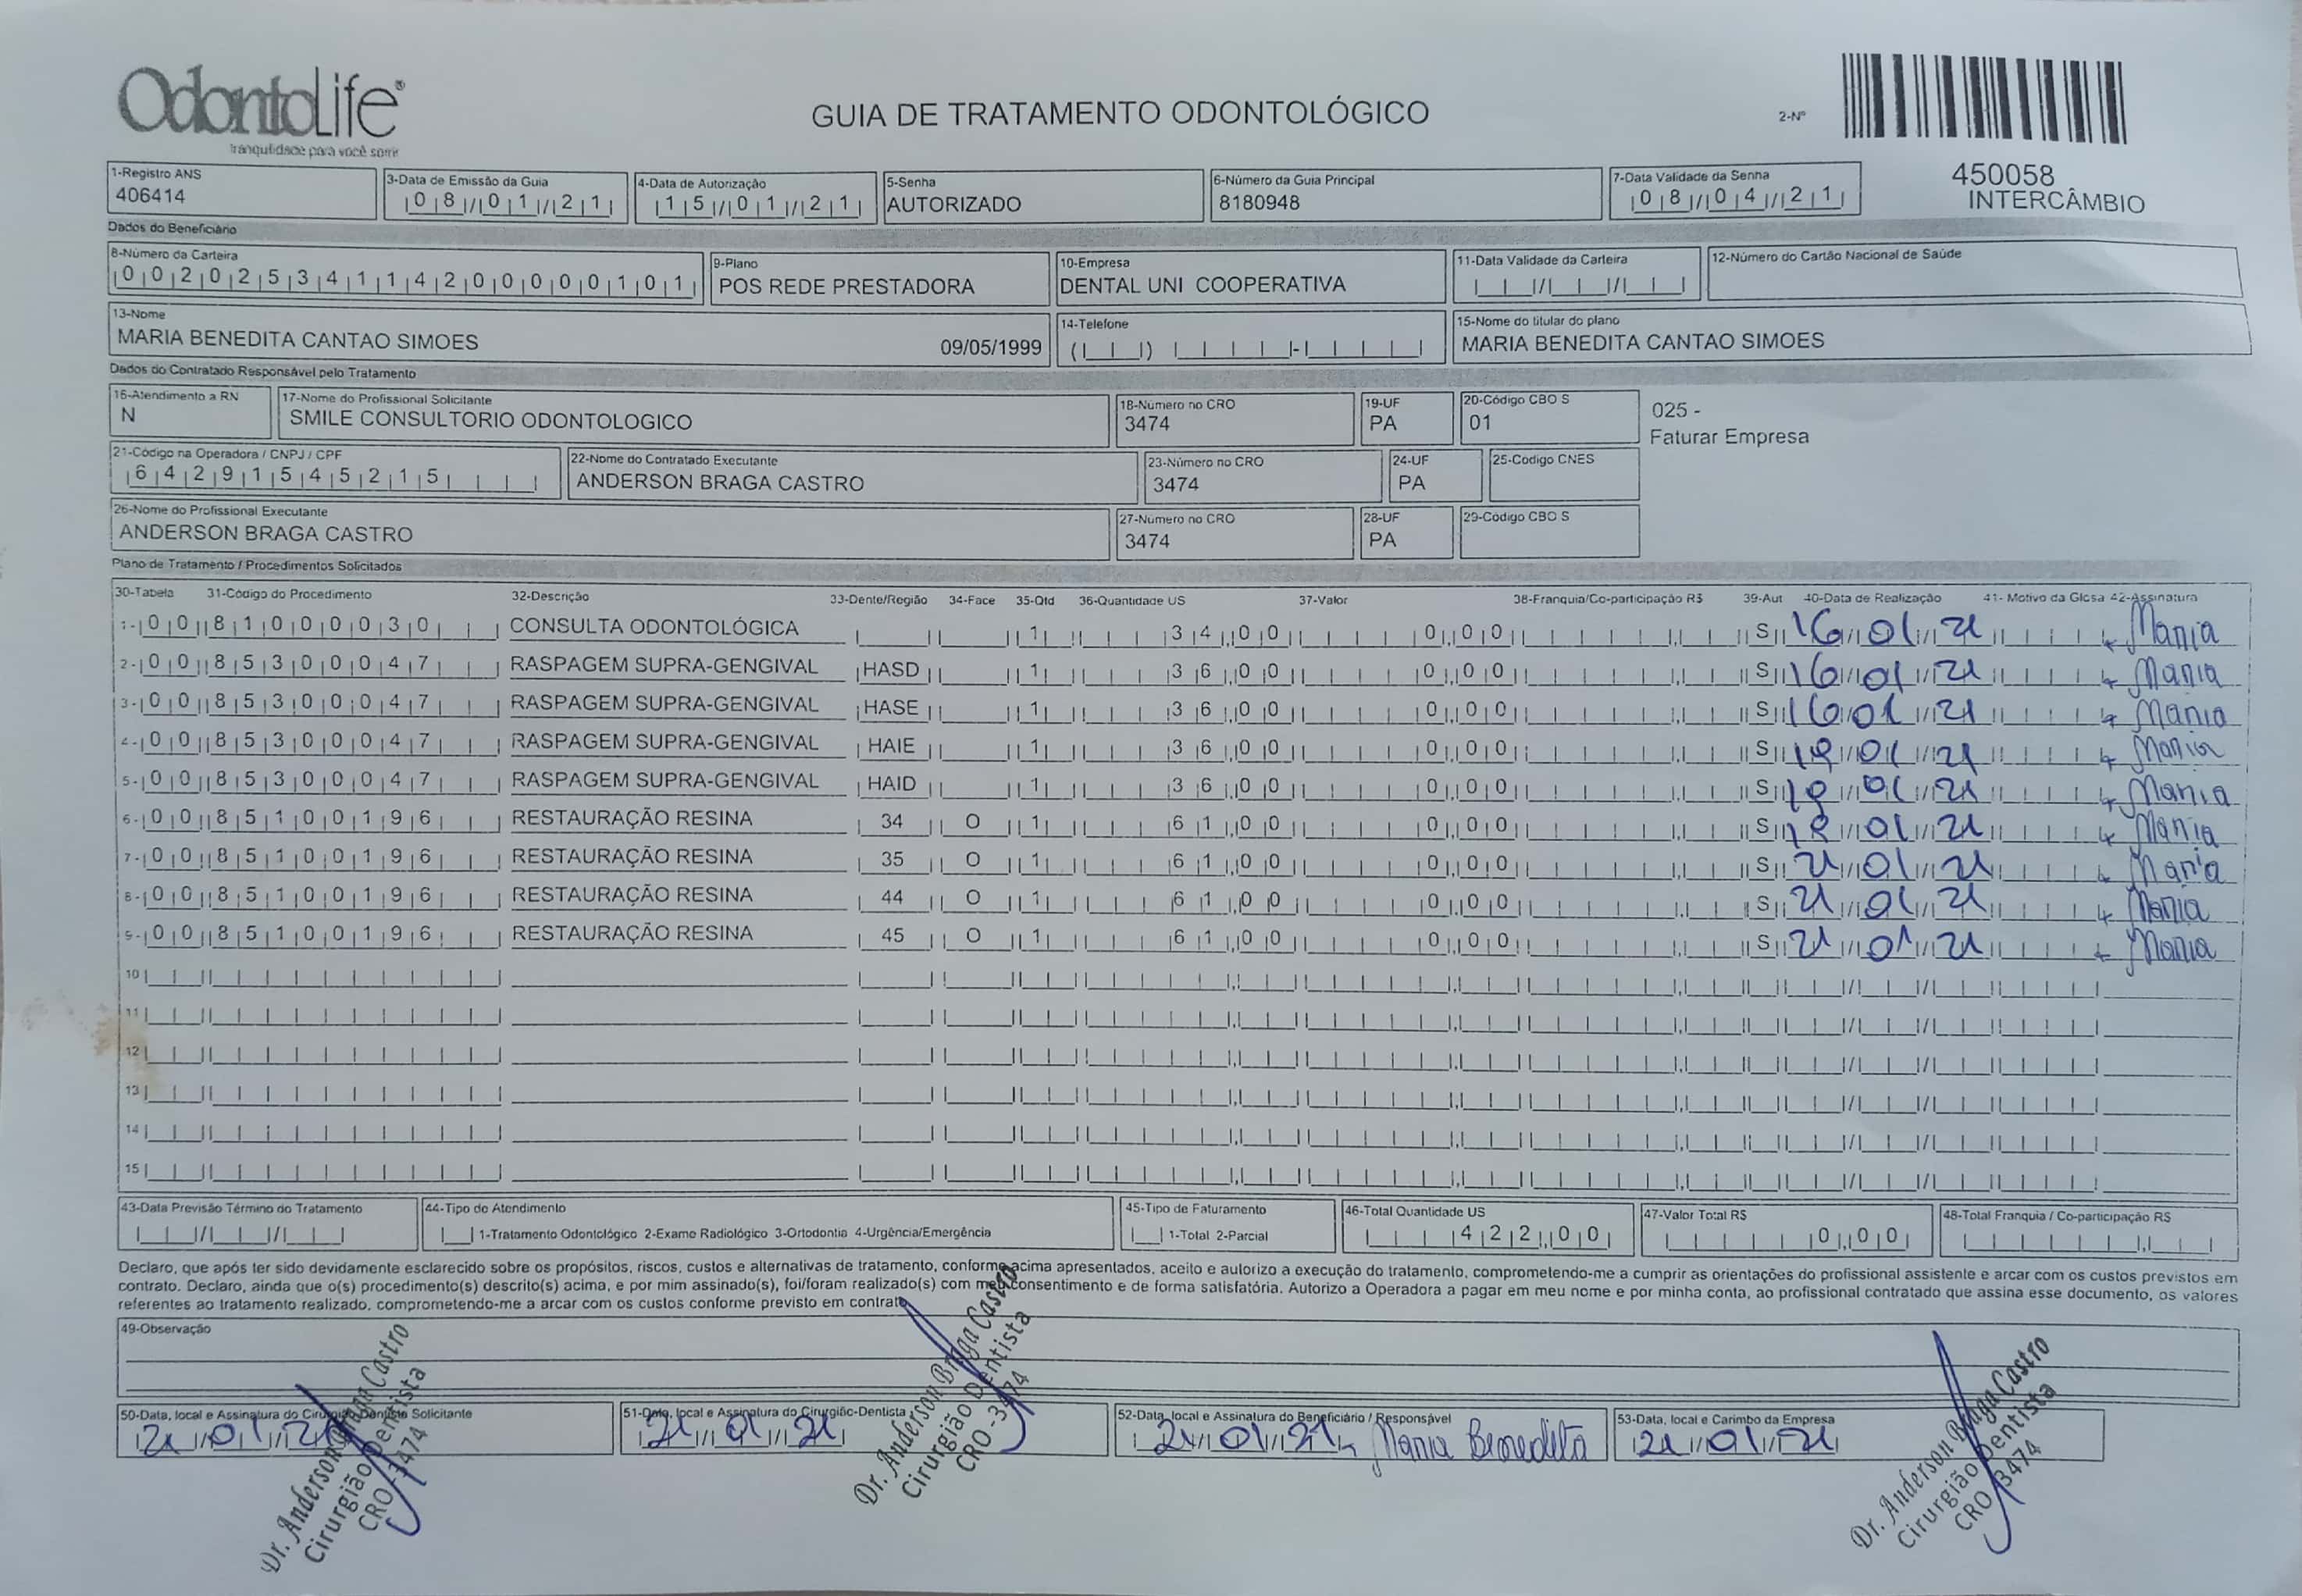 OdontoLife®
tranquilidade para você sorrir
GUIA DE TRATAMENTO ODONTOLÓGICO
2-Nº
450058
INTERCÂMBIO
1-Registro ANS
406414
3-Data de Emissão da Guia
08/01/21
4-Data de Autorização
15/01/21
5-Senha
AUTORIZADO
6-Número da Guia Principal
8180948
7-Data Validade da Senha
08/04/21
Dados do Beneficiário
8-Número da Carteira
00202534114200000101
9-Plano
POS REDE PRESTADORA
10-Empresa
DENTAL UNI COOPERATIVA
11-Data Validade da Carteira
12-Número do Cartão Nacional de Saúde
13-Nome
MARIA BENEDITA CANTAO SIMOES 09/05/1999
14-Telefone
15-Nome do titular do plano
MARIA BENEDITA CANTAO SIMOES
Dados do Contratado Responsável pelo Tratamento
16-Atendimento a RN
N
17-Nome do Profissional Solicitante
SMILE CONSULTORIO ODONTOLOGICO
18-Número no CRO
3474
19-UF
PA
20-Código CBO S
01
025 -
Faturar Empresa
21-Código na Operadora / CNPJ / CPF
64291545215
22-Nome do Contratado Executante
ANDERSON BRAGA CASTRO
23-Número no CRO
3474
24-UF
PA
25-Código CNES
26-Nome do Profissional Executante
ANDERSON BRAGA CASTRO
27-Número no CRO
3474
28-UF
PA
29-Código CBO S
Plano de Tratamento / Procedimentos Solicitados
30-Tabela 31-Código do Procedimento 32-Descrição 33-Dente/Região 34-Face 35-Qtd 36-Quantidade US 37-Valor 38-Franquia/Co-participação R$ 39-Aut 40-Data de Realização 41- Motivo da Glosa 42-Assinatura
1- 00 81000030 CONSULTA ODONTOLÓGICA 1 34,00 0,00 S 16/01/21 Maria
2- 00 85300047 RASPAGEM SUPRA-GENGIVAL HASD 1 36,00 0,00 S 16/01/21 Maria
3- 00 85300047 RASPAGEM SUPRA-GENGIVAL HASE 1 36,00 0,00 S 16/01/21 Maria
4- 00 85300047 RASPAGEM SUPRA-GENGIVAL HAIE 1 36,00 0,00 S /01/21 Maria
5- 00 85300047 RASPAGEM SUPRA-GENGIVAL HAID 1 36,00 0,00 S /01/21 Maria
6- 00 85100196 RESTAURAÇÃO RESINA 34 O 1 61,00 0,00 S /01/21 Maria
7- 00 85100196 RESTAURAÇÃO RESINA 35 O 1 61,00 0,00 S 21/01/21 Maria
8- 00 85100196 RESTAURAÇÃO RESINA 44 O 1 61,00 0,00 S 21/01/21 Maria
9- 00 85100196 RESTAURAÇÃO RESINA 45 O 1 61,00 0,00 S 21/01/21 Maria
10
11
12
13
14
15
43-Data Previsão Término do Tratamento
44-Tipo de Atendimento
1-Tratamento Odontológico 2-Exame Radiológico 3-Ortodontia 4-Urgência/Emergência
45-Tipo de Faturamento
1-Total 2-Parcial
46-Total Quantidade US
422,00
47-Valor Total R$
0,00
48-Total Franquia / Co-participação R$
Declaro, que após ter sido devidamente esclarecido sobre os propósitos, riscos, custos e alternativas de tratamento, conforme acima apresentados, aceito e autorizo a execução do tratamento, comprometendo-me a cumprir as orientações do profissional assistente e arcar com os custos previstos em
contrato. Declaro, ainda que o(s) procedimento(s) descrito(s) acima, e por mim assinado(s), foi/foram realizado(s) com meu consentimento e de forma satisfatória. Autorizo a Operadora a pagar em meu nome e por minha conta, ao profissional contratado que assina esse documento, os valores
referentes ao tratamento realizado, comprometendo-me a arcar com os custos conforme previsto em contrato.
49-Observação
50-Data, local e Assinatura do Cirurgião-Dentista Solicitante
21/01/21
Dr. Anderson Braga Castro
Cirurgião Dentista
CRO - 3474
51-Data, local e Assinatura do Cirurgião-Dentista
21/01/21
Dr. Anderson Braga Castro
Cirurgião Dentista
CRO - 3474
52-Data, local e Assinatura do Beneficiário / Responsável
21/01/21 Maria Benedita
53-Data, local e Carimbo da Empresa
21/01/21
Dr. Anderson Braga Castro
Cirurgião Dentista
CRO - 3474